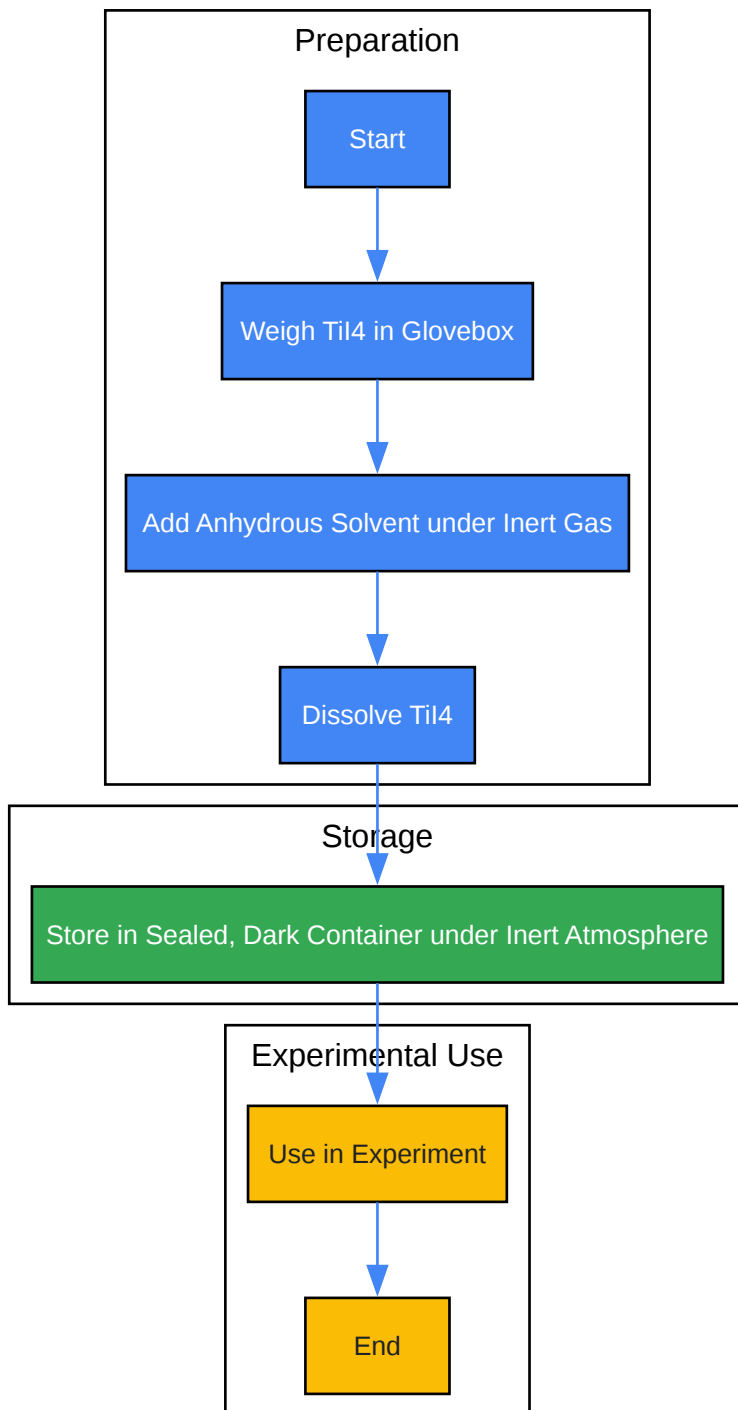 Preparation
Start
Weigh TiI4 in Glovebox
Add Anhydrous Solvent under Inert Gas
Dissolve TiI4
Storage
Store in Sealed, Dark Container under Inert Atmosphere
Experimental Use
Use in Experiment
End